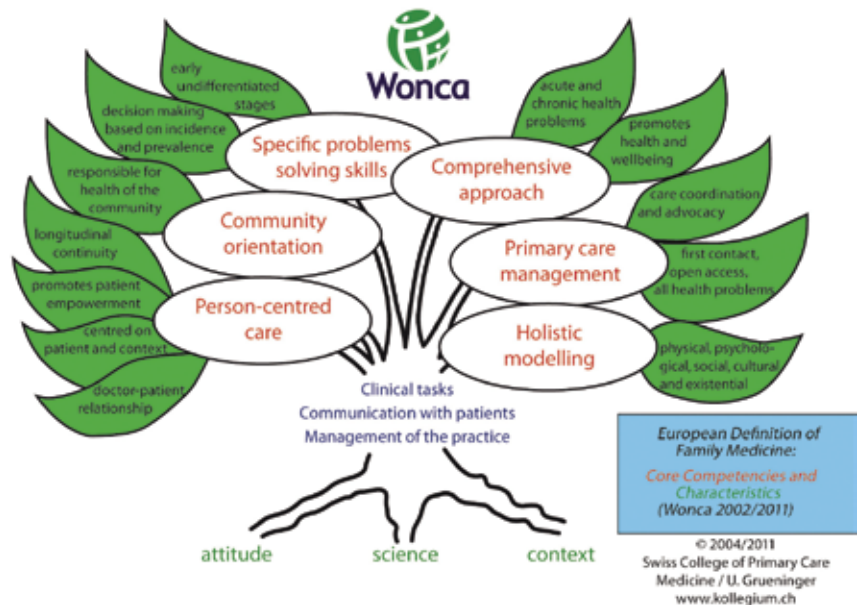 Wonca
early
undifferentiated
stages
decision making
based on incidence
and prevalence
responsible for
health of the
community
longitudinal
continuity
promotes patient
empowerment
centred on
patient and context
doctor-patient
relationship
Specific problems
solving skills
Community
orientation
Person-centred
care
Comprehensive
approach
Primary care
management
Holistic
modelling
acute and
chronic health
problems
promotes
health and
wellbeing
care coordination
and advocacy
first contact,
open access,
all health problems
physical, psycholo-
gical, social, cultural
and existential
Clinical tasks
Communication with patients
Management of the practice
attitude
science
context
European Definition of
Family Medicine:
Core Competencies and
Characteristics
(Wonca 2002/2011)
© 2004/2011
Swiss College of Primary Care
Medicine / U. Grueninger
www.kollegium.ch